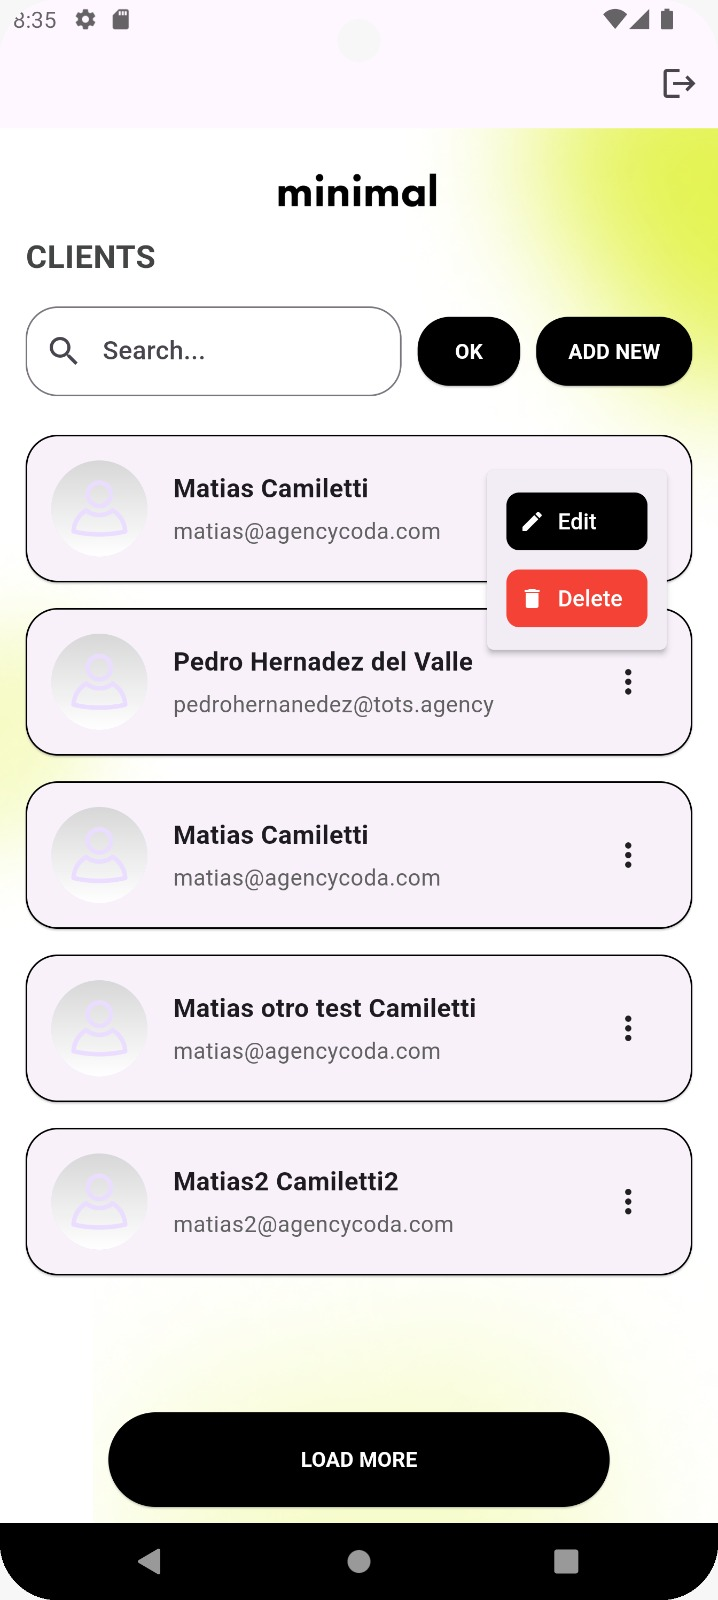 8:35
minimal
CLIENTS
Search...
OK
ADD NEW
Matias Camiletti
matias@agencycoda.com
Edit
Delete
Pedro Hernadez del Valle
pedrohernanedez@tots.agency
Matias Camiletti
matias@agencycoda.com
Matias otro test Camiletti
matias@agencycoda.com
Matias2 Camiletti2
matias2@agencycoda.com
LOAD MORE